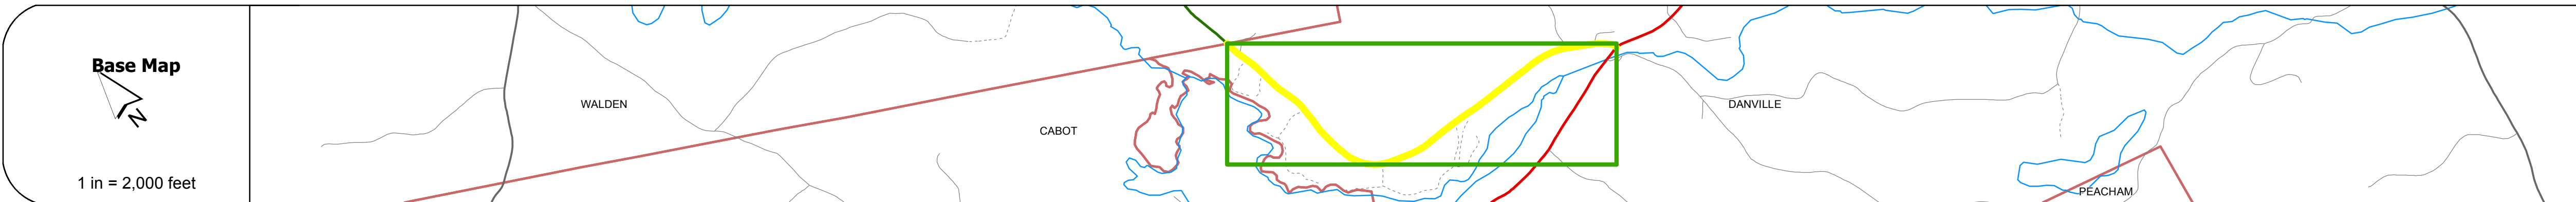 Base Map
N
1 in = 2,000 feet
WALDEN
CABOT
DANVILLE
PEACHAM